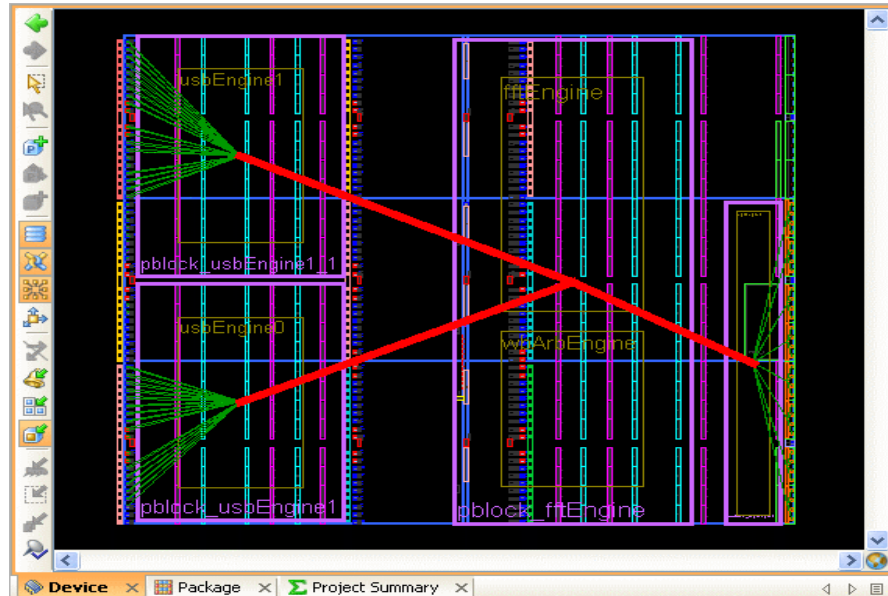 usbEngine1
fftEngine
pblock_usbEngine1_1
usbEngine0
wbArbEngine
pblock_usbEngine1
pblock_fftEngine
Device
Package
Project Summary